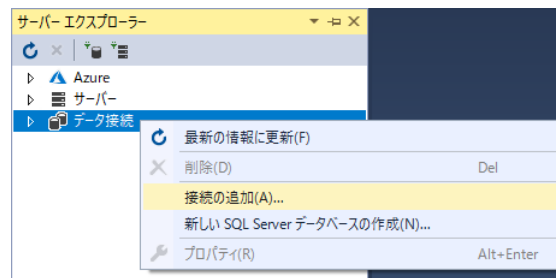 サーバー エクスプローラー
Azure
サーバー
データ接続
最新の情報に更新(F)
削除(D) Del
接続の追加(A)...
新しい SQL Server データベースの作成(N)...
プロパティ(R) Alt+Enter